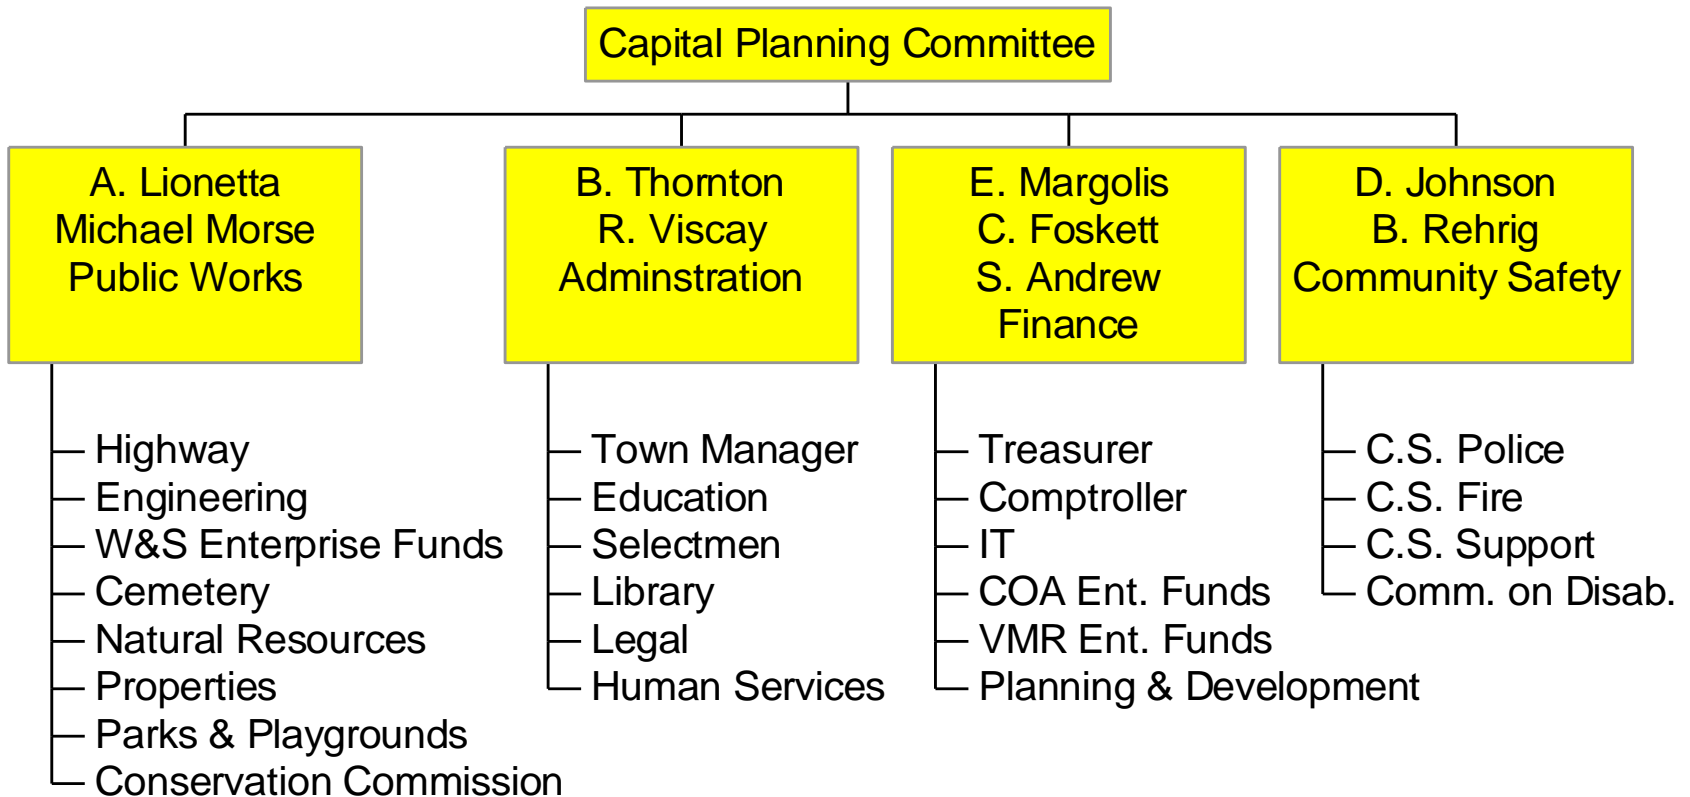 Capital Planning Committee
A. Lionetta
Michael Morse
Public Works
B. Thornton
R. Viscay
Adminstration
E. Margolis
C. Foskett
S. Andrew
Finance
D. Johnson
B. Rehrig
Community Safety
Highway
Engineering
W&S Enterprise Funds
Cemetery
Natural Resources
Properties
Parks & Playgrounds
Conservation Commission
Town Manager
Education
Selectmen
Library
Legal
Human Services
Treasurer
Comptroller
IT
COA Ent. Funds
VMR Ent. Funds
Planning & Development
C.S. Police
C.S. Fire
C.S. Support
Comm. on Disab.